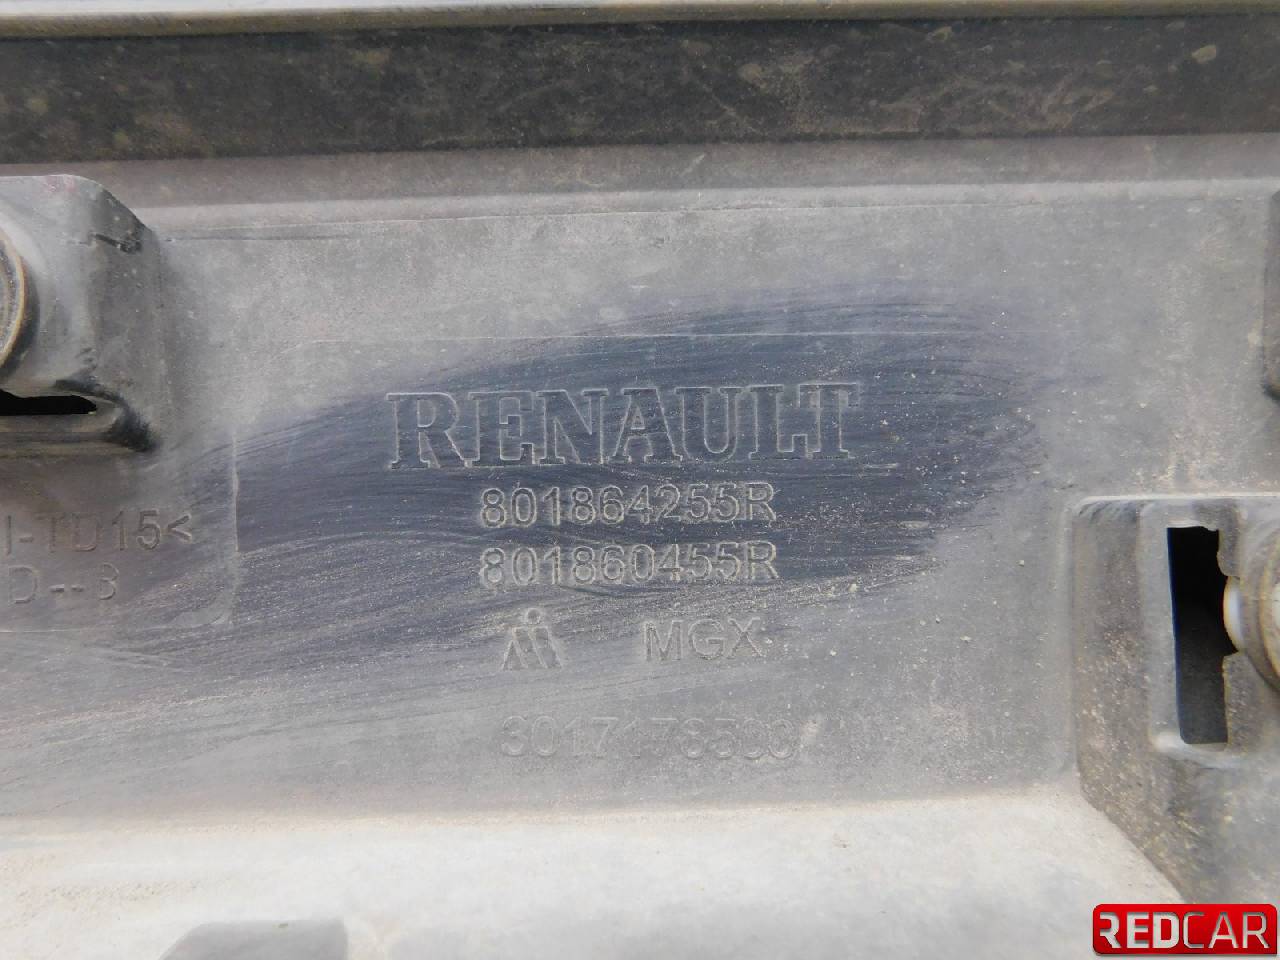 RENAULT
801864255R
801860455R
I-TD15<
D--3
MGX
REDCAR